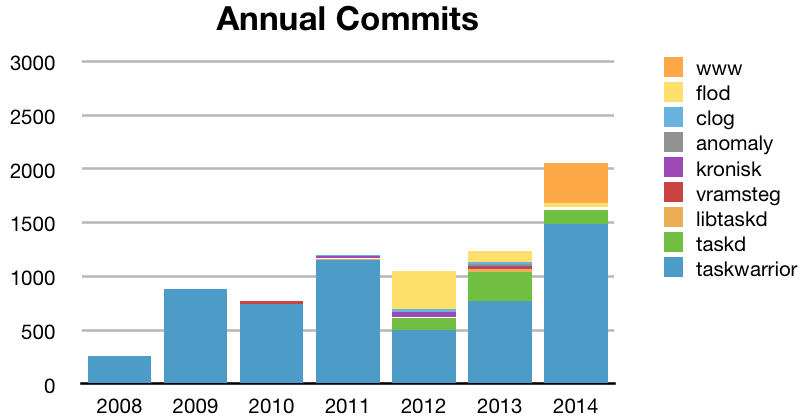 Annual Commits
3000
2500
2000
1500
1000
500
0
2008 2009 2010 2011 2012 2013 2014
www
flod
clog
anomaly
kronisk
vramsteg
libtaskd
taskd
taskwarrior